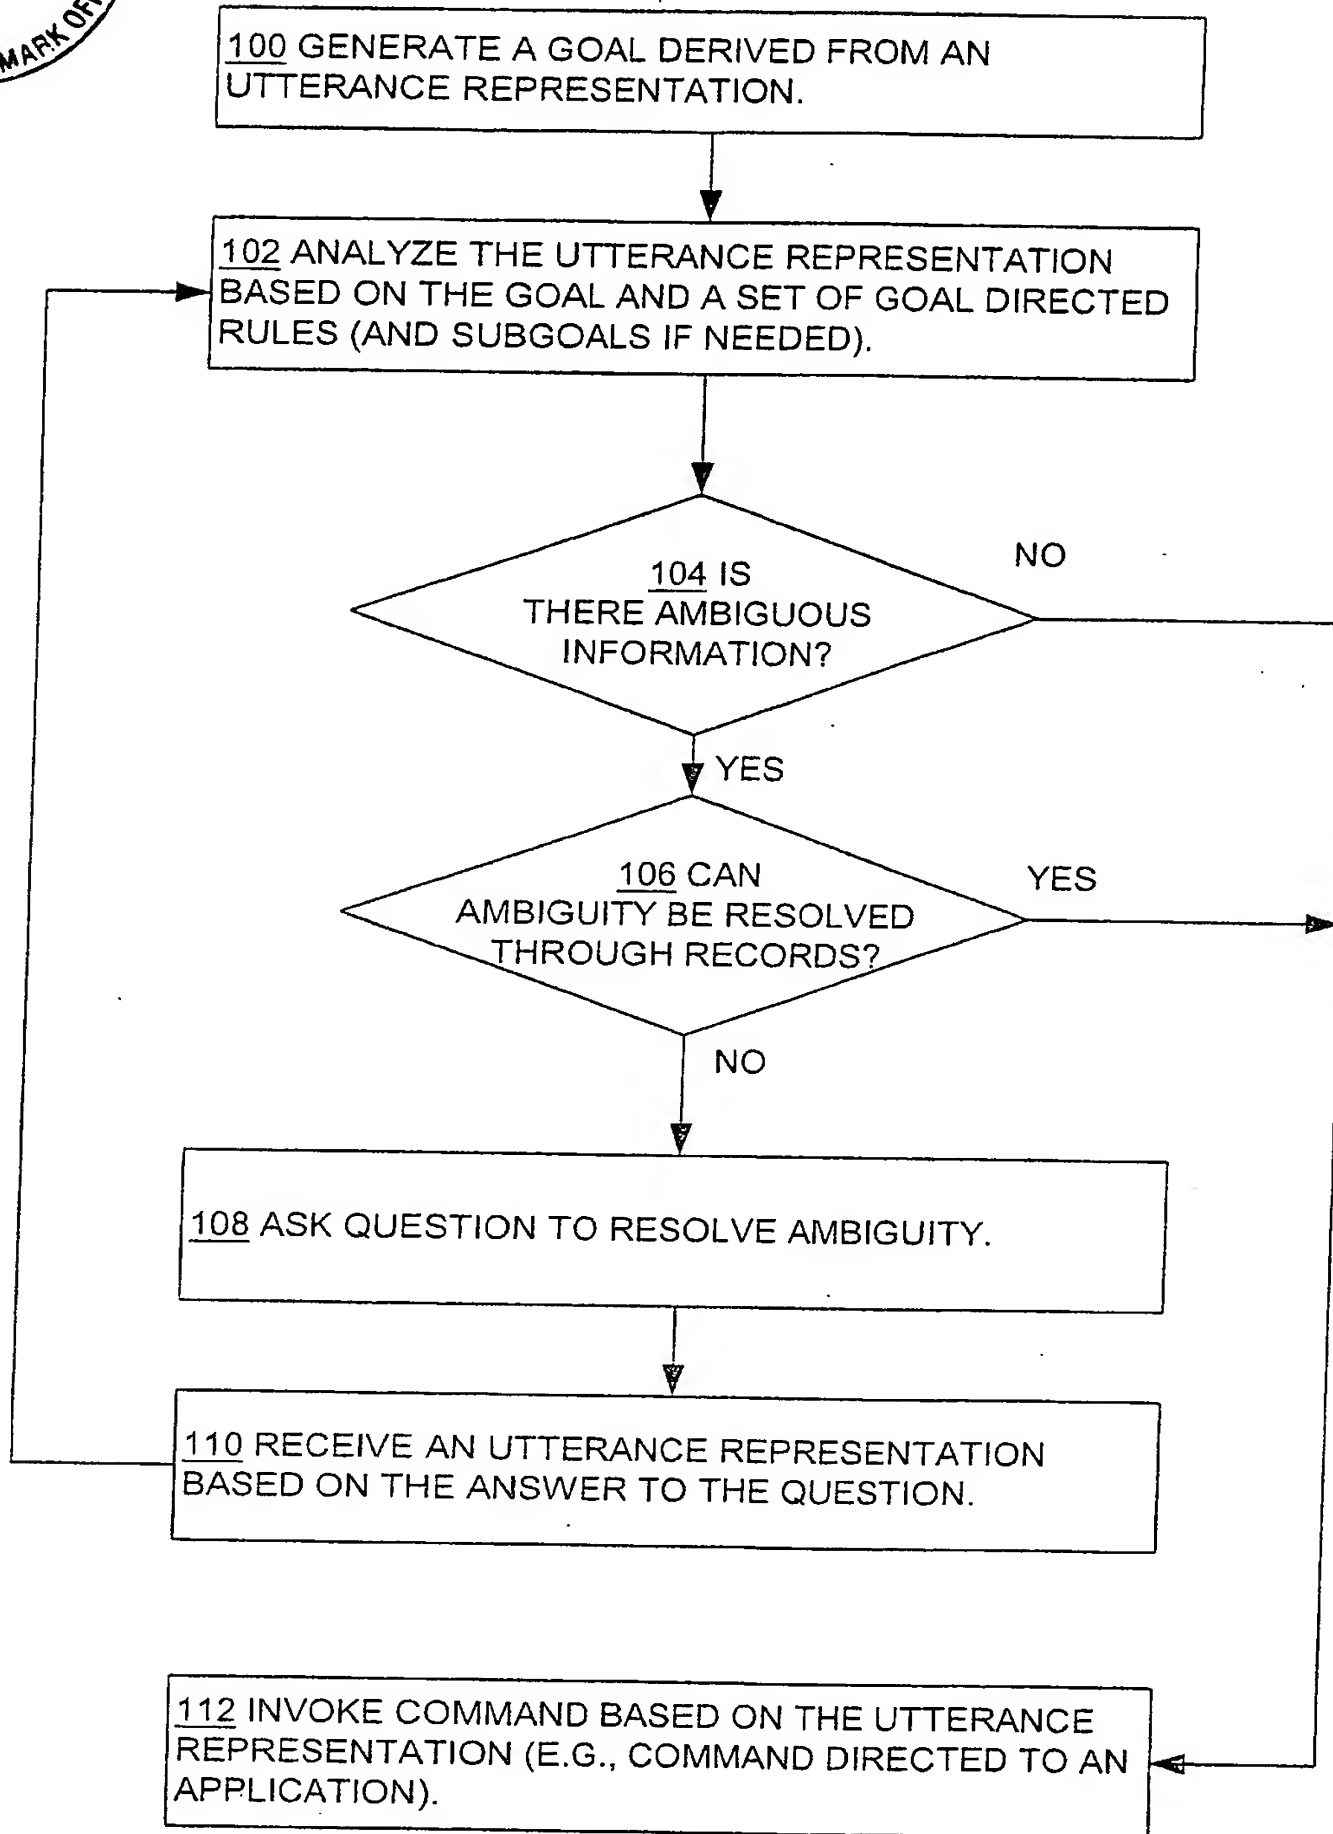 MARK OF
100 GENERATE A GOAL DERIVED FROM AN
UTTERANCE REPRESENTATION.
102 ANALYZE THE UTTERANCE REPRESENTATION
BASED ON THE GOAL AND A SET OF GOAL DIRECTED
RULES (AND SUBGOALS IF NEEDED).
104 IS
THERE AMBIGUOUS
INFORMATION?
NO
YES
106 CAN
AMBIGUITY BE RESOLVED
THROUGH RECORDS?
YES
NO
108 ASK QUESTION TO RESOLVE AMBIGUITY.
110 RECEIVE AN UTTERANCE REPRESENTATION
BASED ON THE ANSWER TO THE QUESTION.
112 INVOKE COMMAND BASED ON THE UTTERANCE
REPRESENTATION (E.G., COMMAND DIRECTED TO AN
APPLICATION).